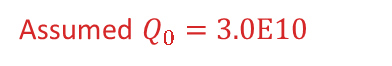 Assumed Q₀ = 3.0E10